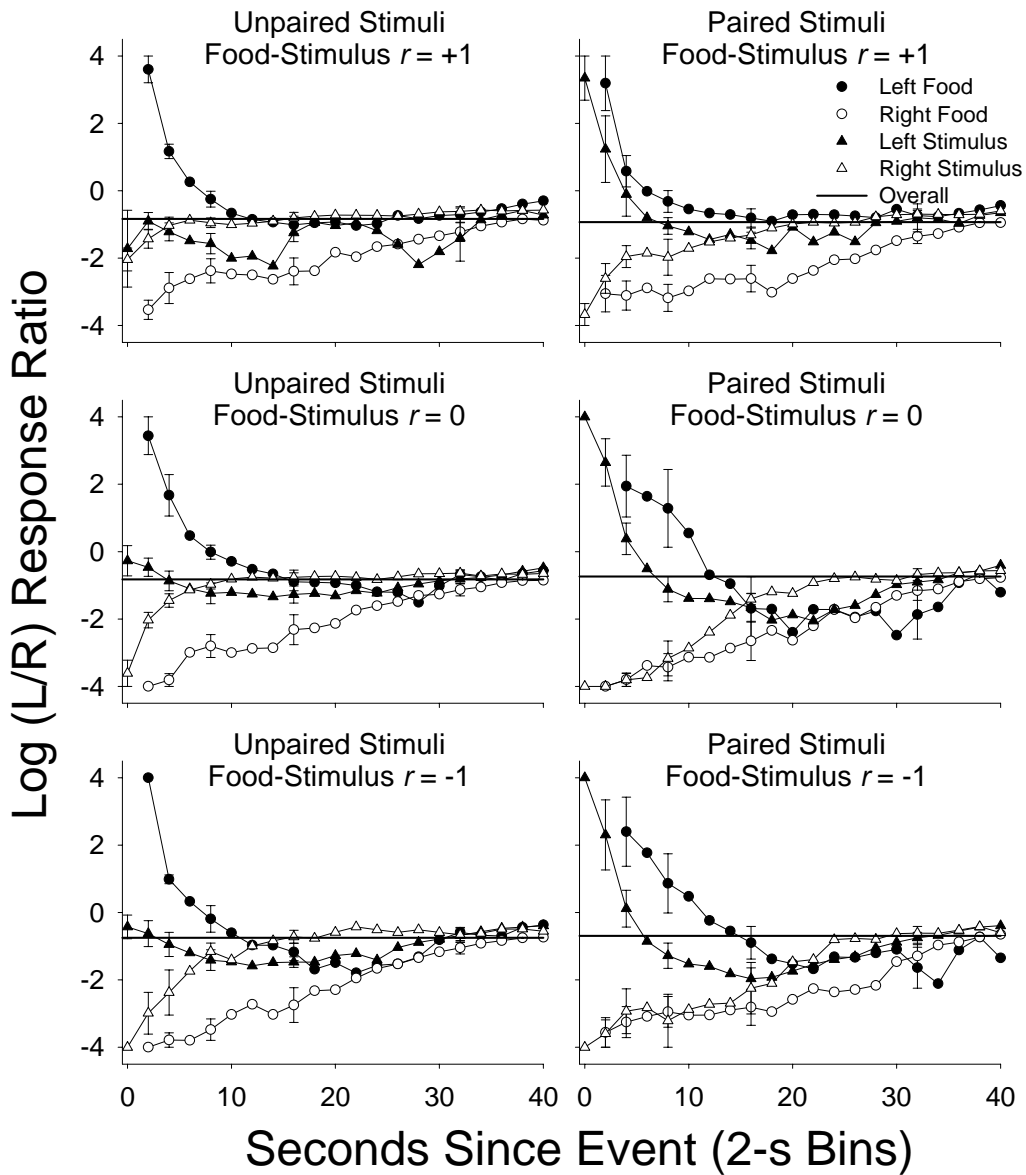 Unpaired Stimuli
Food-Stimulus r = +1
Paired Stimuli
Food-Stimulus r = +1
Left Food
Right Food
Left Stimulus
Right Stimulus
Overall
4
2
0
-2
-4
Unpaired Stimuli
Food-Stimulus r = 0
Paired Stimuli
Food-Stimulus r = 0
4
2
0
-2
-4
Unpaired Stimuli
Food-Stimulus r = -1
Paired Stimuli
Food-Stimulus r = -1
4
2
0
-2
-4
0 10 20 30 40
0 10 20 30 40
Log (L/R) Response Ratio
Seconds Since Event (2-s Bins)